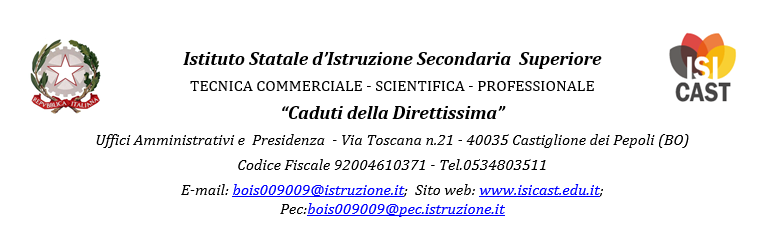 Istituto Statale d'Istruzione Secondaria Superiore
TECNICA COMMERCIALE - SCIENTIFICA - PROFESSIONALE
“Caduti della Direttissima”
Uffici Amministrativi e Presidenza - Via Toscana n.21 - 40035 Castiglione dei Pepoli (BO)
Codice Fiscale 92004610371 - Tel.0534803511
E-mail: bois009009@istruzione.it; Sito web: www.isicast.edu.it;
Pec:bois009009@pec.istruzione.it
REPVBBLICA ITALIANA
ISI
CAST